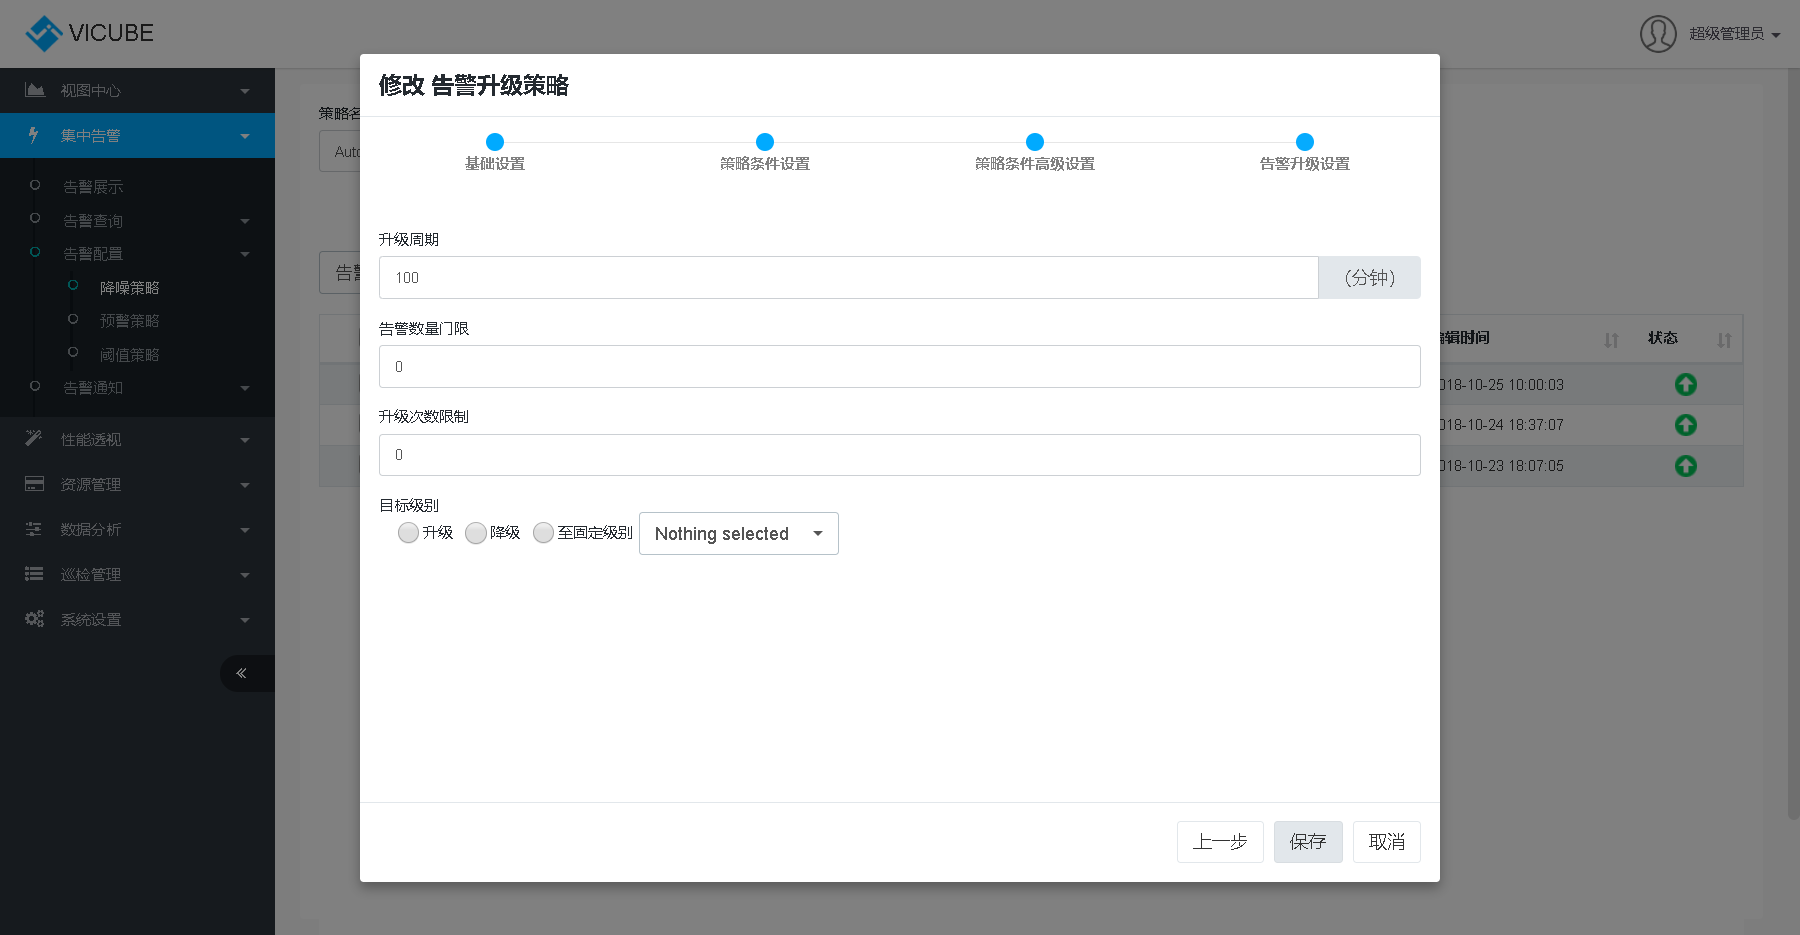 VICUBE
超级管理员
视图中心
集中告警
告警展示
告警查询
告警配置
降噪策略
预警策略
阈值策略
告警通知
性能透视
资源管理
数据分析
巡检管理
系统设置
策略名
Auto
告警
修改 告警升级策略
基础设置
策略条件设置
策略条件高级设置
告警升级设置
升级周期
100
(分钟)
告警数量门限
0
升级次数限制
0
目标级别
升级
降级
至固定级别
Nothing selected
上一步
保存
取消
辑时间
状态
018-10-25 10:00:03
018-10-24 18:37:07
018-10-23 18:07:05